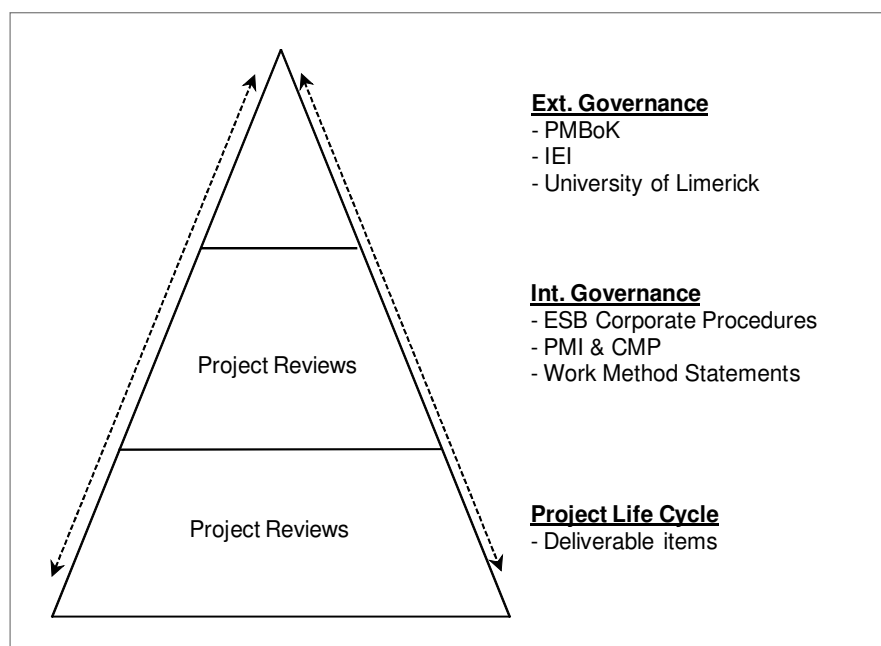 Ext. Governance
- PMBoK
- IEI
- University of Limerick
Int. Governance
- ESB Corporate Procedures
- PMI & CMP
- Work Method Statements
Project Reviews
Project Life Cycle
- Deliverable items
Project Reviews